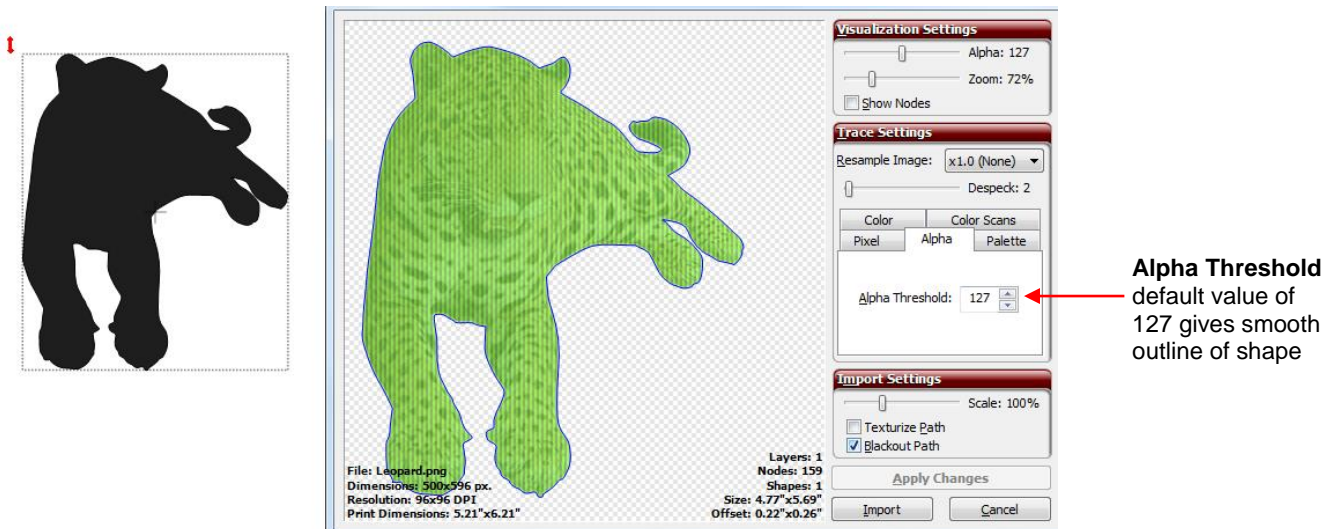 Visualization Settings
Alpha: 127
Zoom: 72%
Show Nodes
Trace Settings
Resample Image: x1.0 (None)
Despeck: 2
Color Color Scans
Pixel Alpha Palette
Alpha Threshold: 127
Import Settings
Scale: 100%
Texturize Path
Blackout Path
Apply Changes
Import Cancel
File: Leopard.png
Dimensions: 500x596 px.
Resolution: 96x96 DPI
Print Dimensions: 5.21"x6.21"
Layers: 1
Nodes: 159
Shapes: 1
Size: 4.77"x5.69"
Offset: 0.22"x0.26"
Alpha Threshold
default value of
127 gives smooth
outline of shape